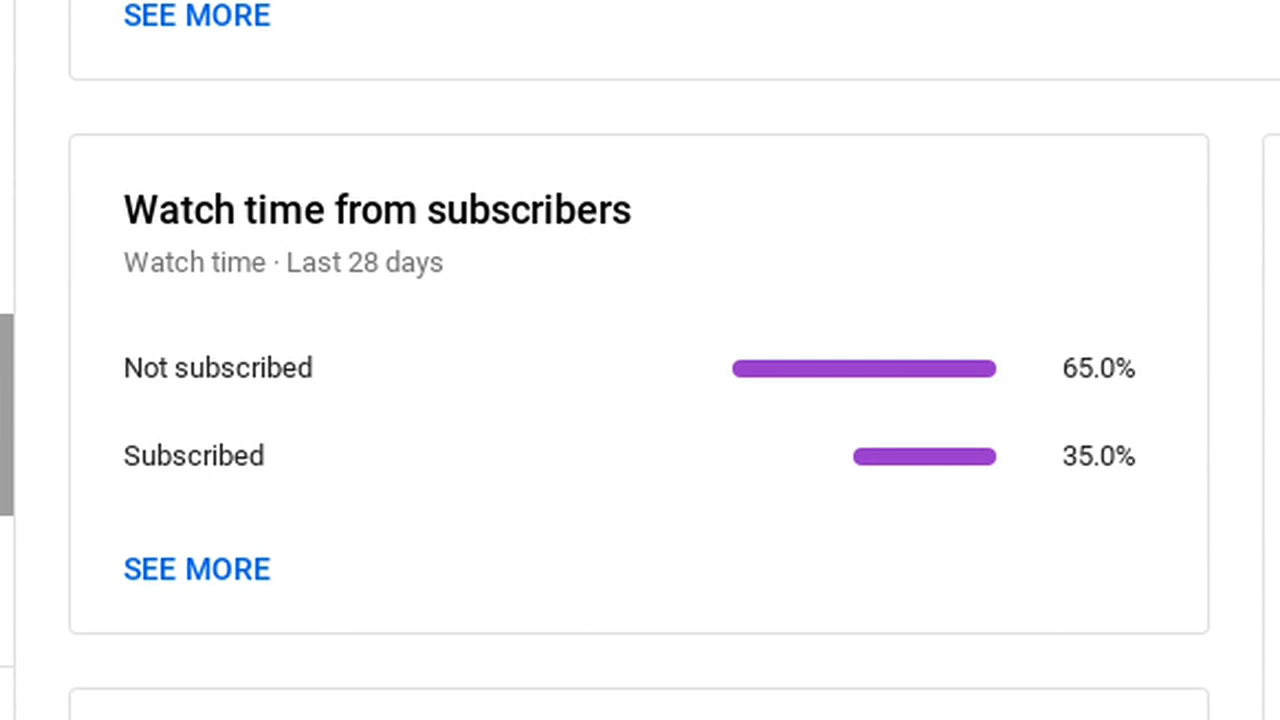 SEE MORE
Watch time from subscribers
Watch time · Last 28 days
Not subscribed 65.0%
Subscribed 35.0%
SEE MORE